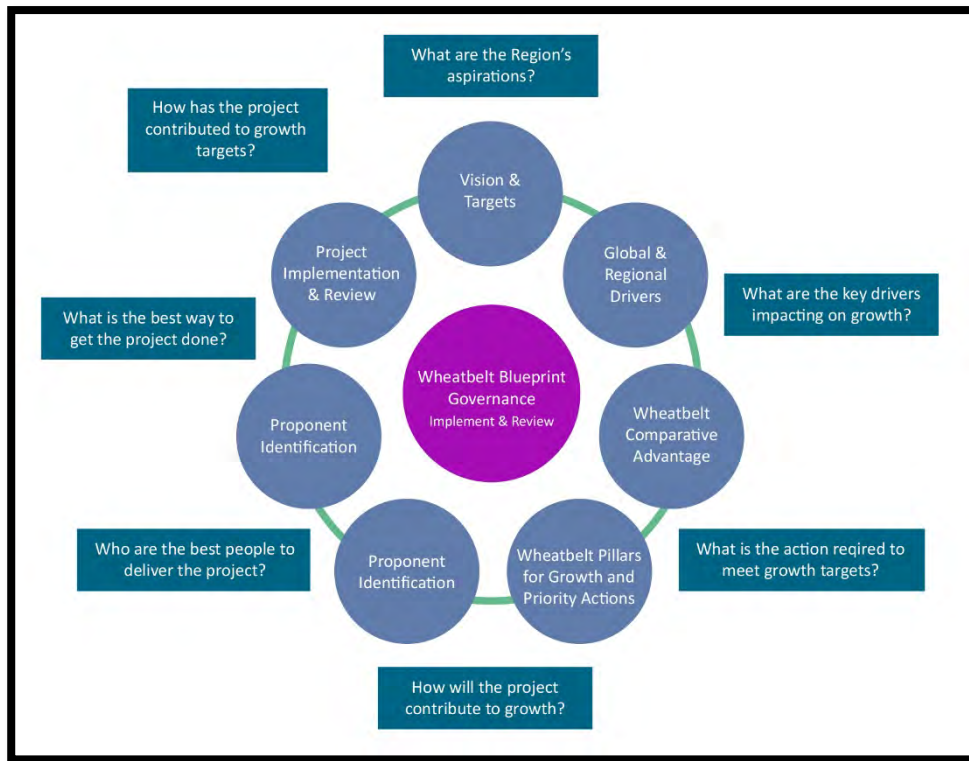 What are the Region's
aspirations?
How has the project
contributed to growth
targets?
Vision &
Targets
Project
Implementation
& Review
Global &
Regional
Drivers
What are the key drivers
impacting on growth?
What is the best way to
get the project done?
Wheatbelt Blueprint
Governance
Implement & Review
Proponent
Identification
Wheatbelt
Comparative
Advantage
Who are the best people to
deliver the project?
Proponent
Identification
Wheatbelt Pillars
for Growth and
Priority Actions
What is the action reqired to
meet growth targets?
How will the project
contribute to growth?